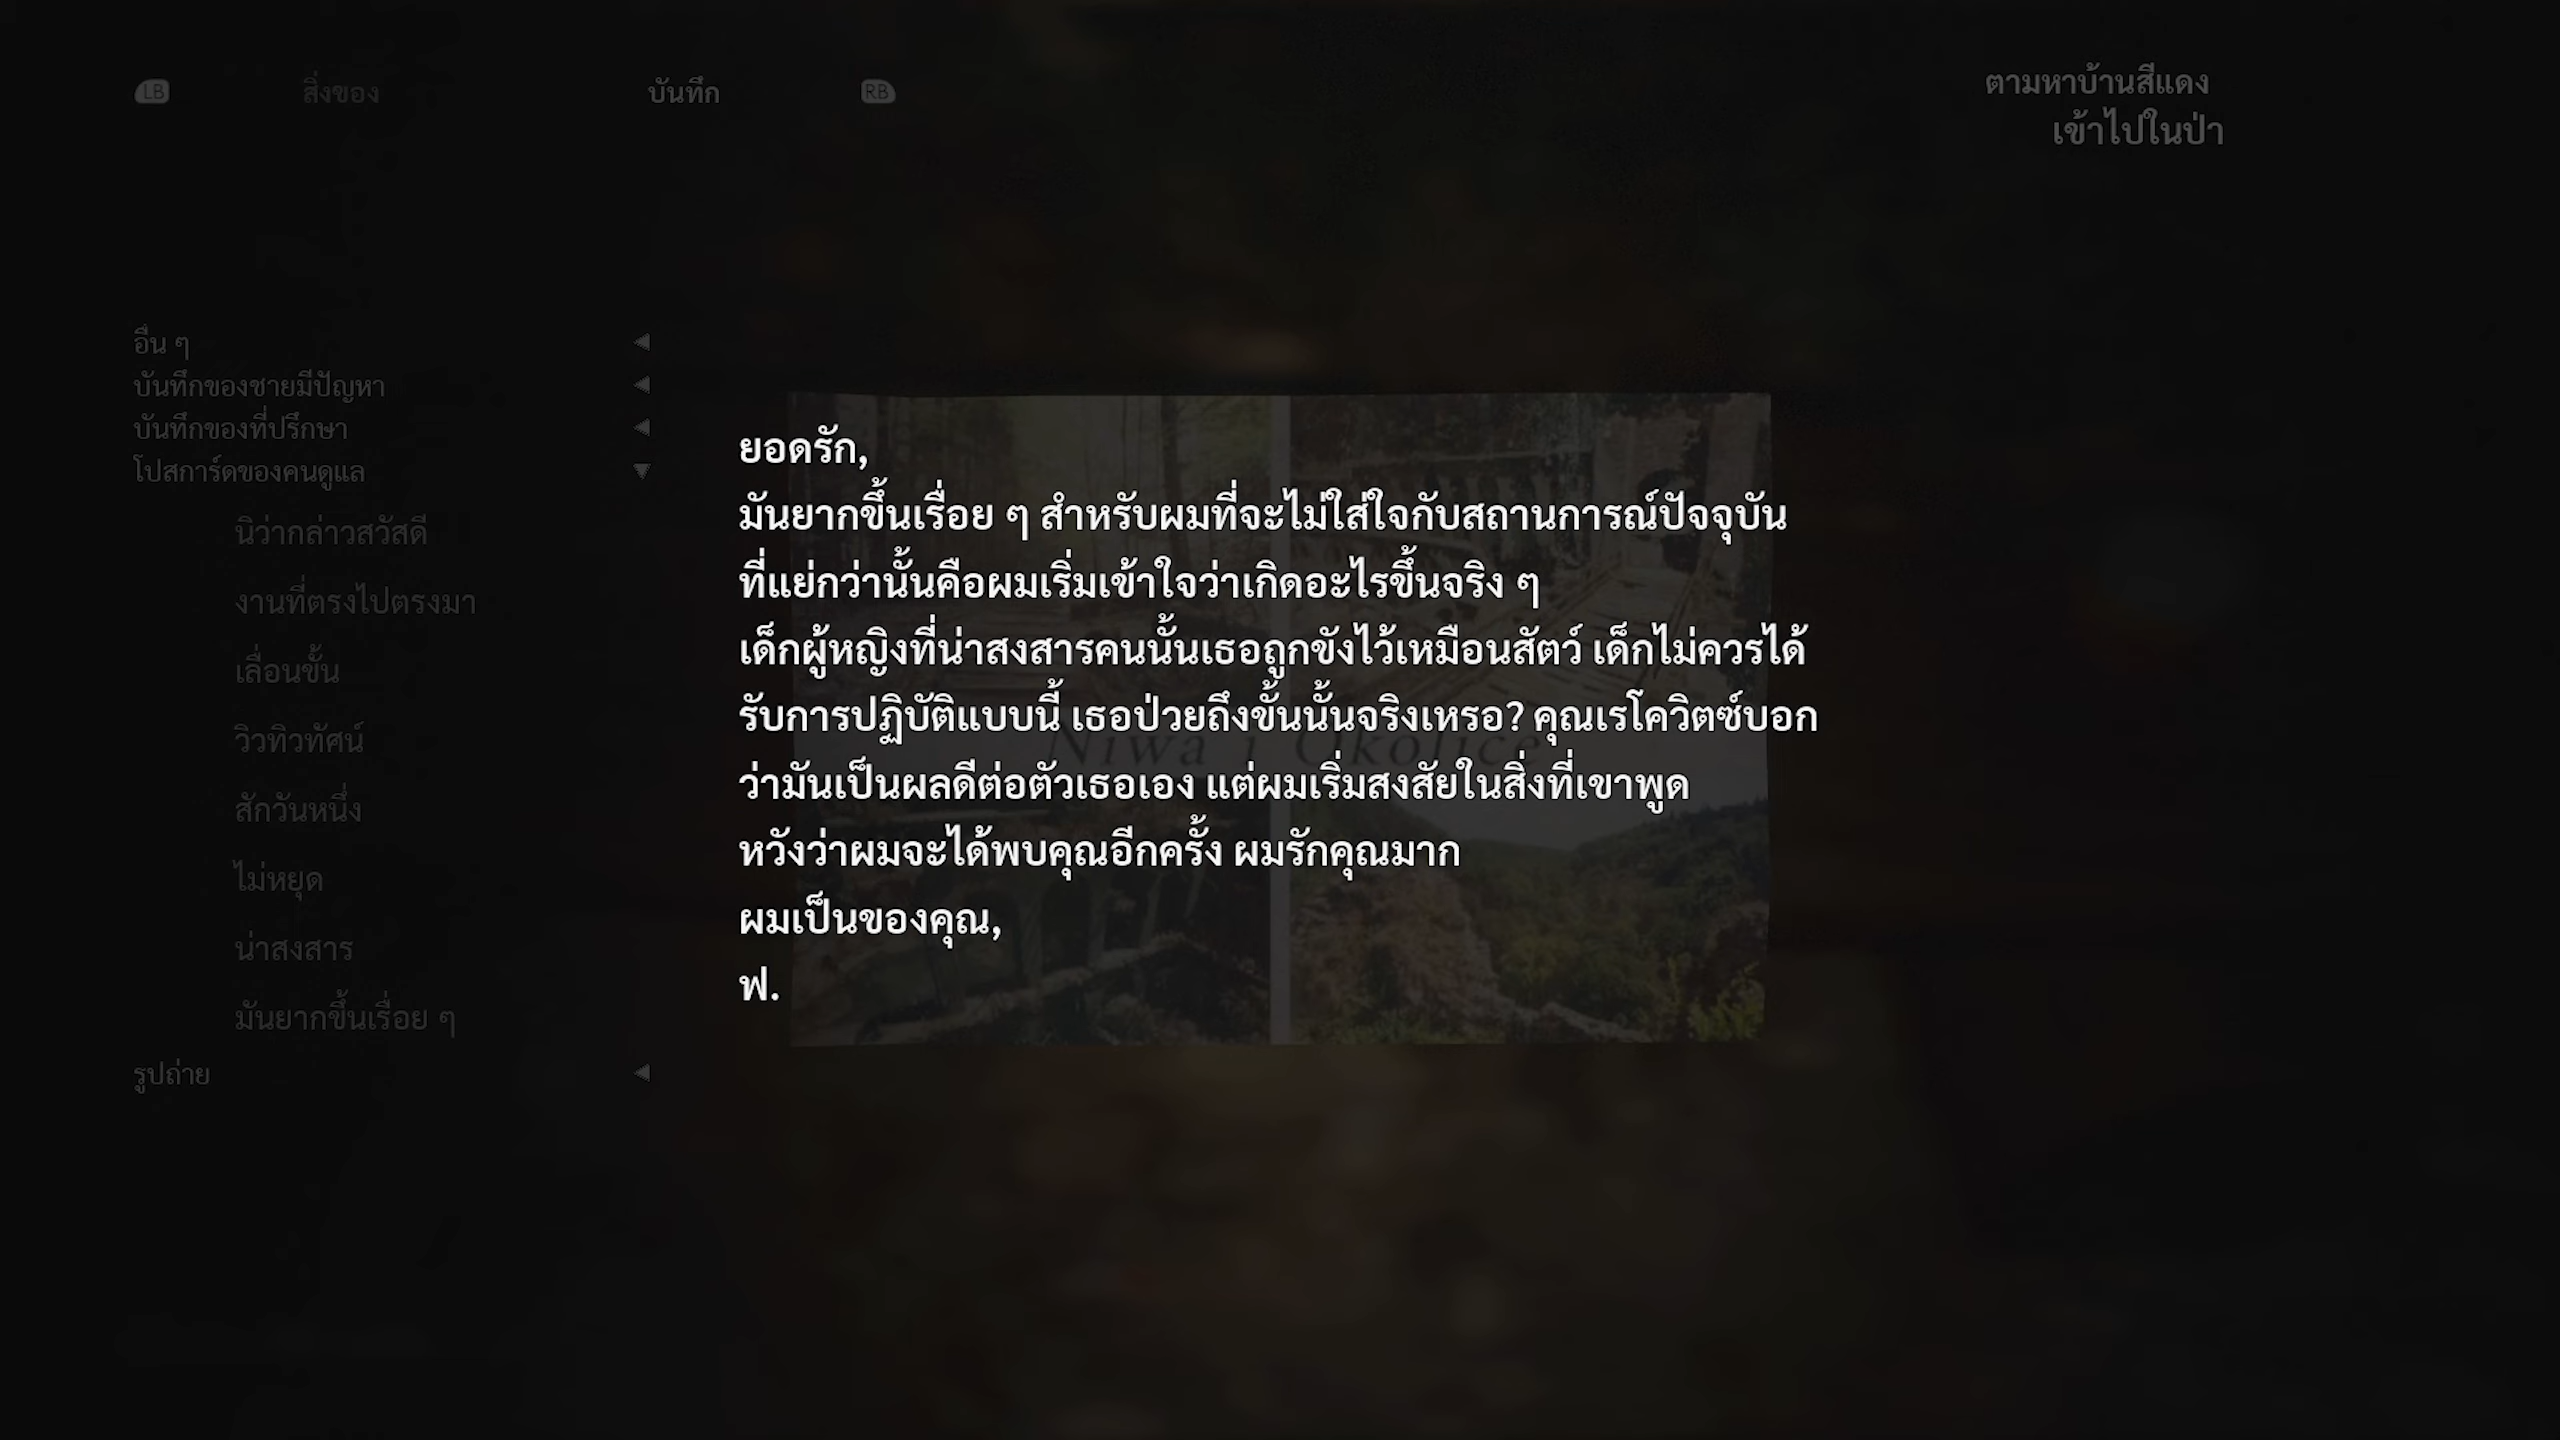 LB
สิ่งของ
บันทึก
RB
ตามหาบ้านสีแดง
เข้าไปในป่า
อื่น ๆ
บันทึกของชายมีปัญหา
บันทึกของที่ปรึกษา
โปสการ์ดของคนดูแล
นิว่ากล่าวสวัสดี
งานที่ตรงไปตรงมา
เลื่อนขั้น
วิวทิวทัศน์
สักวันหนึ่ง
ไม่หยุด
น่าสงสาร
มันยากขึ้นเรื่อย ๆ
รูปถ่าย
ยอดรัก,
มันยากขึ้นเรื่อย ๆ สำหรับผมที่จะไม่ใส่ใจกับสถานการณ์ปัจจุบัน
ที่แย่กว่านั้นคือผมเริ่มเข้าใจว่าเกิดอะไรขึ้นจริง ๆ
เด็กผู้หญิงที่น่าสงสารคนนั้นเธอถูกขังไว้เหมือนสัตว์ เด็กไม่ควรได้
รับการปฏิบัติแบบนี้ เธอป่วยถึงขั้นนั้นจริงเหรอ? คุณเรโควิตซ์บอก
ว่ามันเป็นผลดีต่อตัวเธอเอง แต่ผมเริ่มสงสัยในสิ่งที่เขาพูด
หวังว่าผมจะได้พบคุณอีกครั้ง ผมรักคุณมาก
ผมเป็นของคุณ,
ฟ.
Niwa i Okolice